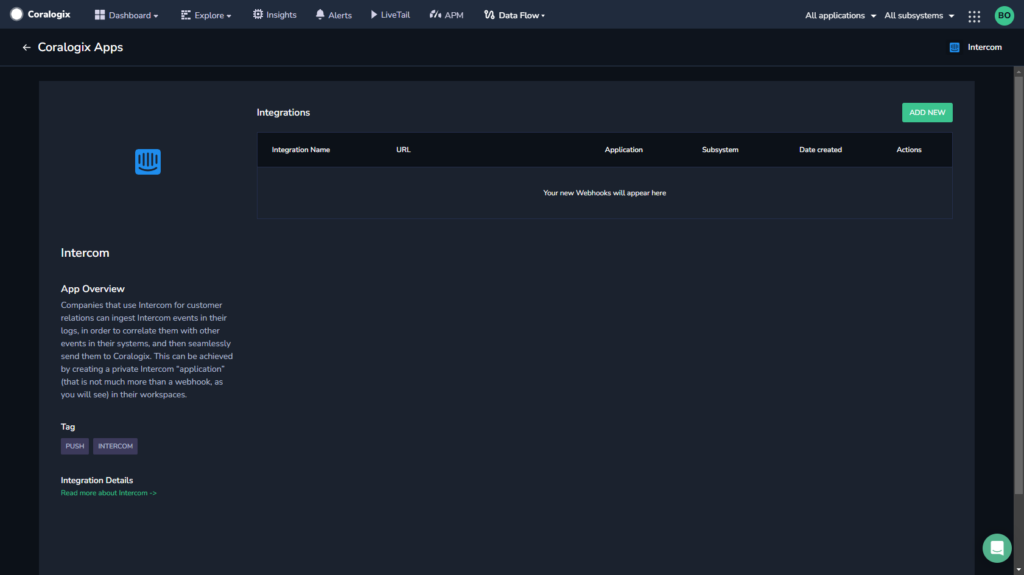 Coralogix Dashboard Explore Insights Alerts LiveTail APM Data Flow All applications All subsystems BO
Coralogix Apps Intercom
Integrations ADD NEW
Integration Name URL Application Subsystem Date created Actions
Your new Webhooks will appear here
Intercom
App Overview
Companies that use Intercom for customer
relations can ingest Intercom events in their
logs, in order to correlate them with other
events in their systems, and then seamlessly
send them to Coralogix. This can be achieved
by creating a private Intercom “application”
(that is not much more than a webhook, as
you will see) in their workspaces.
Tag
PUSH INTERCOM
Integration Details
Read more about Intercom ->